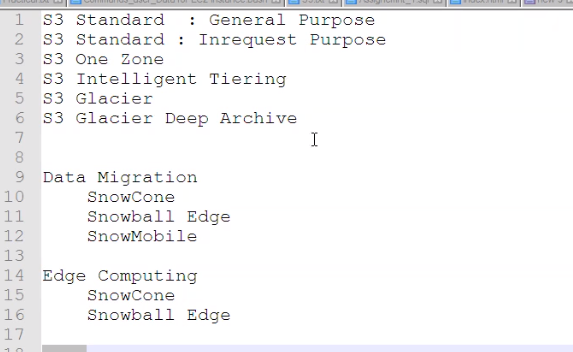 1 S3 Standard  : General Purpose
2 S3 Standard : Inrequest Purpose
3 S3 One Zone
4 S3 Intelligent Tiering
5 S3 Glacier
6 S3 Glacier Deep Archive
7
8
9 Data Migration
10     SnowCone
11     Snowball Edge
12     SnowMobile
13
14 Edge Computing
15     SnowCone
16     Snowball Edge
17